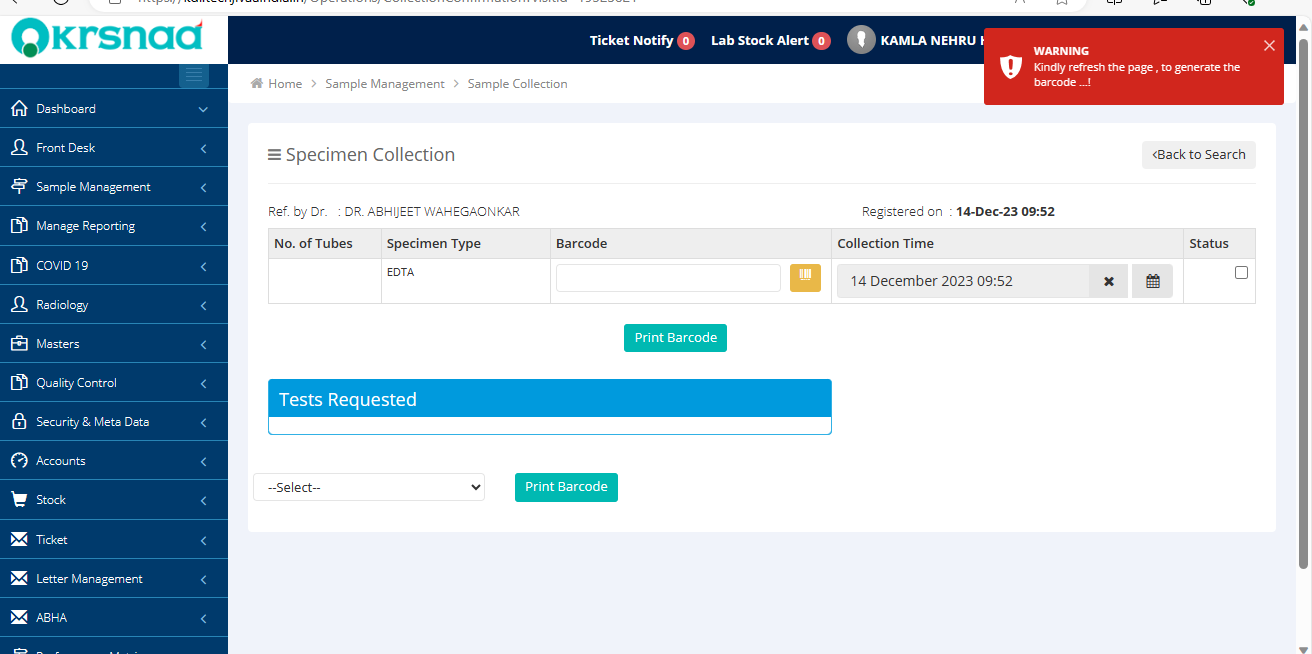 krsnaa
Ticket Notify 0 Lab Stock Alert 0 KAMLA NEHRU
WARNING
Kindly refresh the page , to generate the
barcode ...!
Home > Sample Management > Sample Collection
Dashboard
Front Desk
Sample Management
Manage Reporting
COVID 19
Radiology
Masters
Quality Control
Security & Meta Data
Accounts
Stock
Ticket
Letter Management
ABHA
Specimen Collection
Back to Search
Ref. by Dr. : DR. ABHIJEET WAHEGAONKAR
Registered on : 14-Dec-23 09:52
No. of Tubes Specimen Type Barcode Collection Time Status
EDTA 14 December 2023 09:52
Print Barcode
Tests Requested
--Select-- Print Barcode